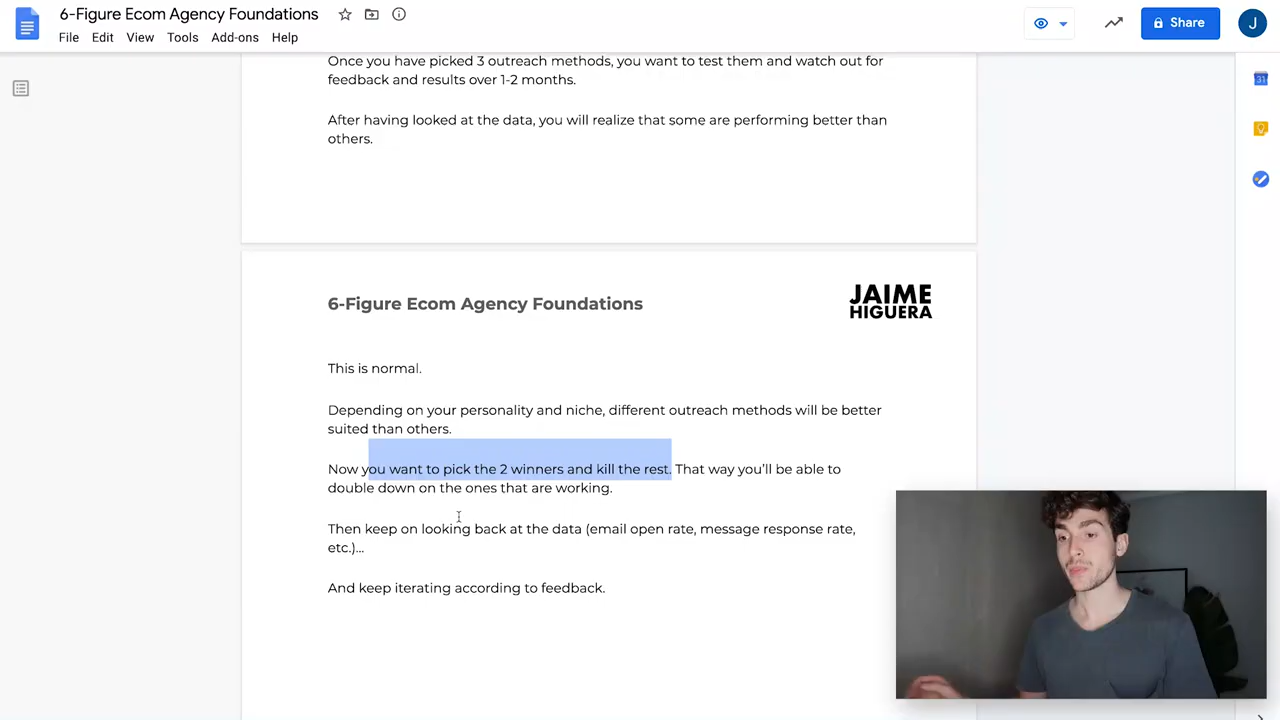 6-Figure Ecom Agency Foundations
File Edit View Tools Add-ons Help
Share
J
31
Once you have picked 3 outreach methods, you want to test them and watch out for
feedback and results over 1-2 months.
After having looked at the data, you will realize that some are performing better than
others.
6-Figure Ecom Agency Foundations
JAIME
HIGUERA
This is normal.
Depending on your personality and niche, different outreach methods will be better
suited than others.
Now you want to pick the 2 winners and kill the rest. That way you'll be able to
double down on the ones that are working.
Then keep on looking back at the data (email open rate, message response rate,
etc.)...
And keep iterating according to feedback.